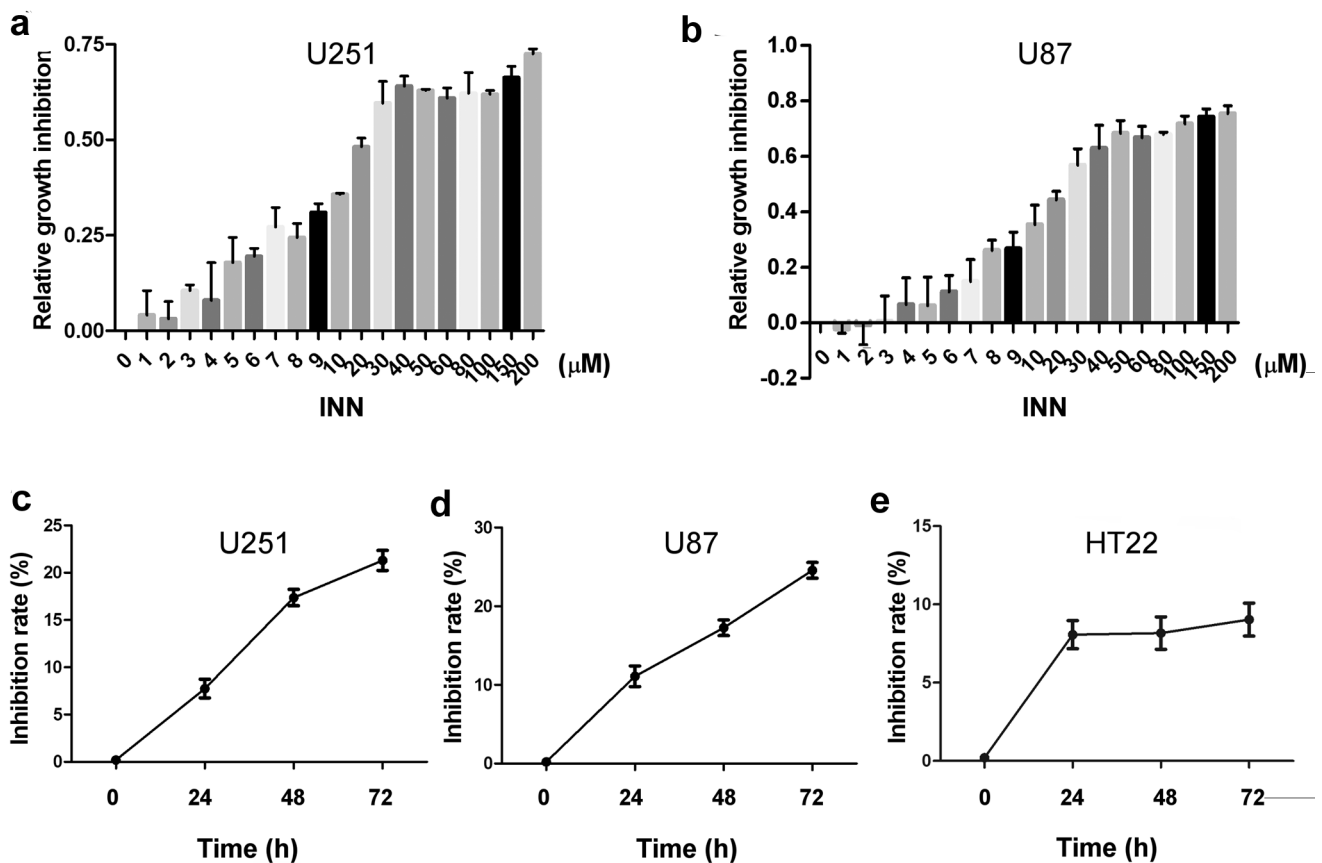 a
U251
Relative growth inhibition
0.75
0.50
0.25
0.00
0 1 2 3 4 5 6 7 8 9 10 20 30 40 50 60 80 100 150 200 (μM)
INN
b
U87
Relative growth inhibition
1.0
0.8
0.6
0.4
0.2
0.0
-0.2
0 1 2 3 4 5 6 7 8 9 10 20 30 40 50 60 80 100 150 200 (μM)
INN
c
U251
Inhibition rate (%)
25
20
15
10
5
0
0 24 48 72
Time (h)
d
U87
Inhibition rate (%)
30
20
10
0
0 24 48 72
Time (h)
e
HT22
Inhibition rate (%)
15
10
5
0
0 24 48 72
Time (h)